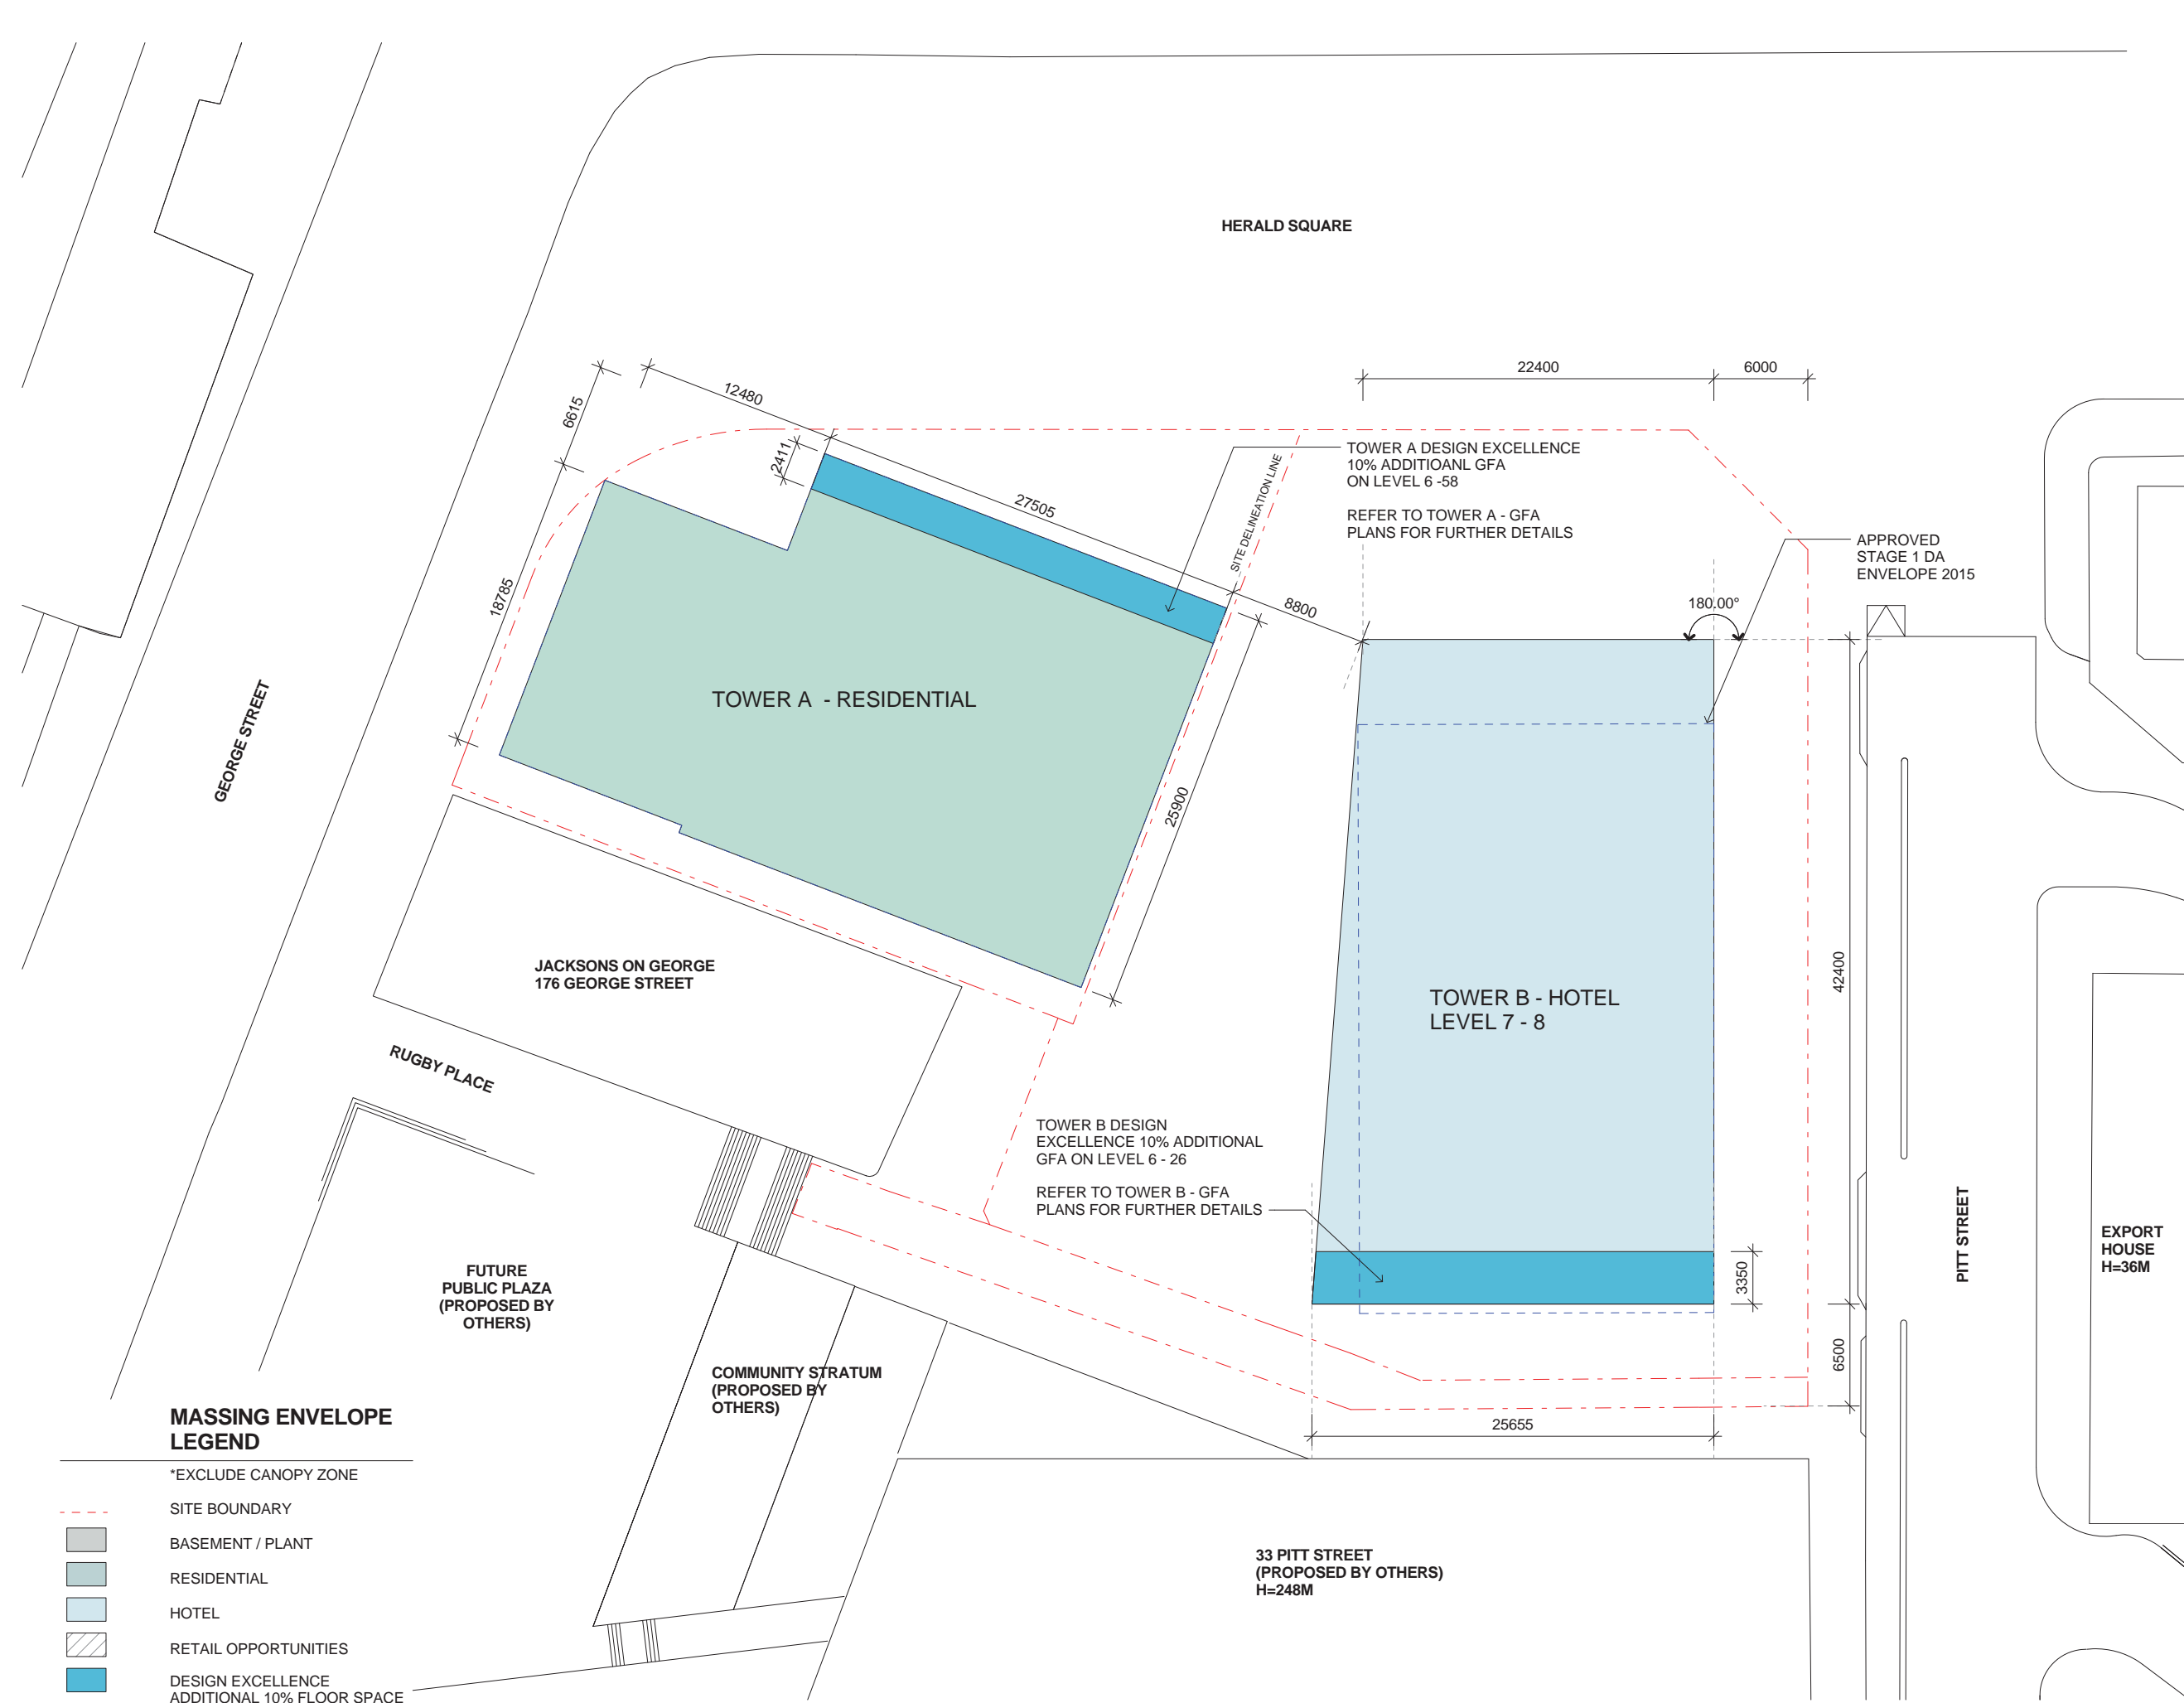 HERALD SQUARE
22400
6000
12480
6615
2411
27505
SITE DELINEATION LINE
TOWER A DESIGN EXCELLENCE
10% ADDITIOANL GFA
ON LEVEL 6 -58
REFER TO TOWER A - GFA
PLANS FOR FURTHER DETAILS
APPROVED
STAGE 1 DA
ENVELOPE 2015
180.00°
8800
18785
TOWER A - RESIDENTIAL
GEORGE STREET
25900
42400
JACKSONS ON GEORGE
176 GEORGE STREET
TOWER B - HOTEL
LEVEL 7 - 8
RUGBY PLACE
TOWER B DESIGN
EXCELLENCE 10% ADDITIONAL
GFA ON LEVEL 6 - 26
REFER TO TOWER B - GFA
PLANS FOR FURTHER DETAILS
PITT STREET
EXPORT
HOUSE
H=36M
3350
FUTURE
PUBLIC PLAZA
(PROPOSED BY
OTHERS)
6500
COMMUNITY STRATUM
(PROPOSED BY
OTHERS)
25655
33 PITT STREET
(PROPOSED BY OTHERS)
H=248M
MASSING ENVELOPE
LEGEND
*EXCLUDE CANOPY ZONE
SITE BOUNDARY
BASEMENT / PLANT
RESIDENTIAL
HOTEL
RETAIL OPPORTUNITIES
DESIGN EXCELLENCE
ADDITIONAL 10% FLOOR SPACE